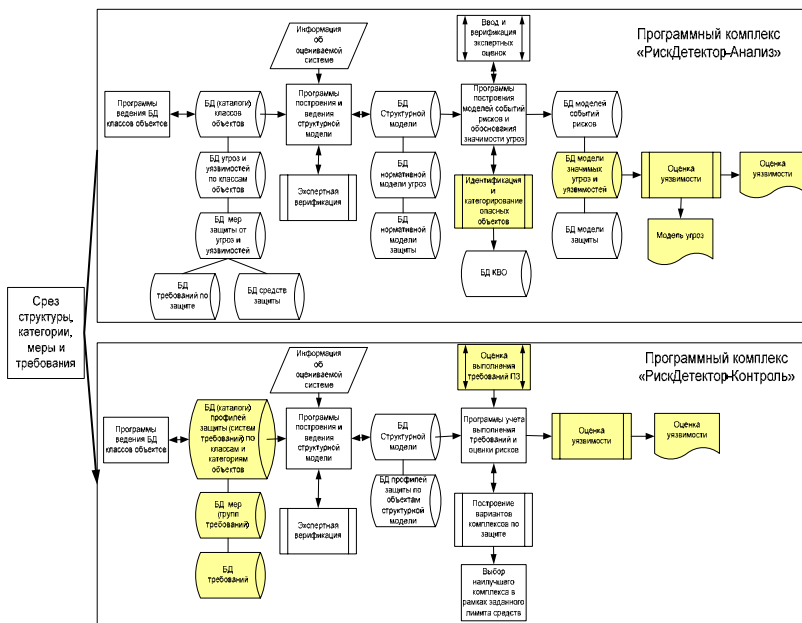 Программный комплекс
«РискДетектор-Анализ»
Информация
об
оцениваемой
системе
Ввод и
верификация
экспертных
оценок
Программы
ведения БД
классов объектов
БД (каталоги)
классов
объектов
Программы
построения и
ведения
структурной
модели
БД
Структурной
модели
Программы
построения
моделей событий
рисков и
обоснования
значимости угроз
БД моделей
событий
рисков
БД угроз и
уязвимостей
по классам
объектов
Экспертная
верификация
БД
нормативной
модели угроз
Идентификация
и
категорирование
опасных
объектов
БД модели
значимых
угроз и
уязвимостей
Оценка
уязвимости
Оценка
уязвимости
БД мер
защиты от
угроз и
уязвимостей
БД
нормативной
модели
защиты
БД модели
защиты
Модель угроз
БД
требований по
защите
БД средств
защиты
БД КВО
Срез
структуры,
категории,
меры и
требования
Программный комплекс
«РискДетектор-Контроль»
Информация
об
оцениваемой
системе
Оценка
выполнения
требований ПЗ
Программы
ведения БД
классов объектов
БД (каталоги)
профилей
защиты (систем
требований) по
классам и
категориям
объектов
Программы
построения и
ведения
структурной
модели
БД
Структурной
модели
Программы учета
выполнения
требований и
оценки рисков
Оценка
уязвимости
Оценка
уязвимости
БД мер
(групп
требований)
Экспертная
верификация
БД профилей
защиты по
объектам
структурной
модели
Построение
вариантов
комплексов по
защите
БД
требований
Выбор
наилучшего
комплекса в
рамках заданного
лимита средств